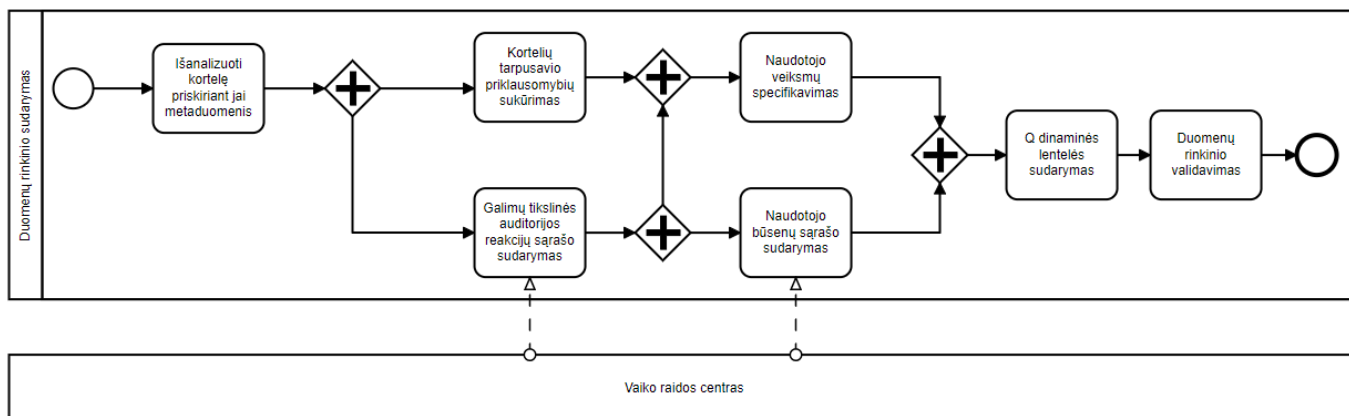 Duomenų rinkinio sudarymas
Išanalizuoti
kortelę
priskiriant jai
metaduomenis
Kortelių
tarpusavio
priklausomybių
sukūrimas
Naudotojo
veiksmų
specifikavimas
Galimų tikslinės
auditorijos
reakcijų sąrašo
sudarymas
Naudotojo
būsenų sąrašo
sudarymas
Q dinaminės
lentelės
sudarymas
Duomenų
rinkinio
validavimas
Vaiko raidos centras